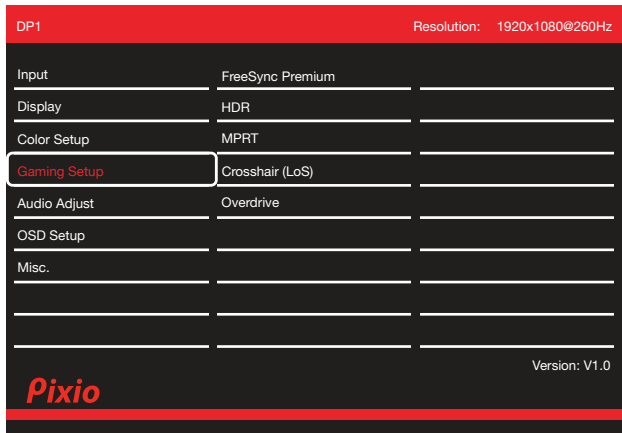 DP1 Resolution: 1920x1080@260Hz
Input FreeSync Premium
Display HDR
Color Setup MPRT
Gaming Setup Crosshair (LoS)
Audio Adjust Overdrive
OSD Setup
Misc.
Version: V1.0
Pixio